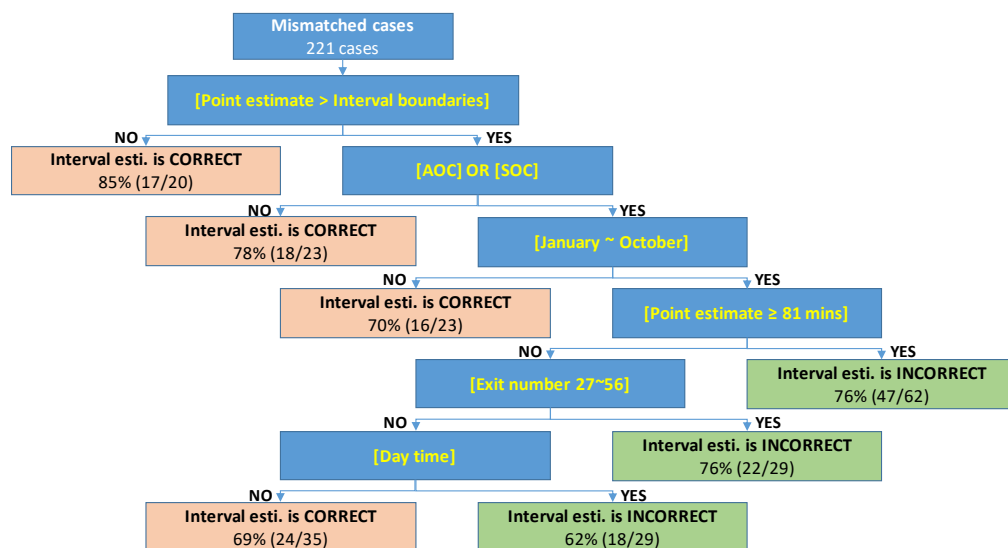 Mismatched cases
221 cases
[Point estimate > Interval boundaries]
NO
YES
Interval esti. is CORRECT
85% (17/20)
[AOC] OR [SOC]
NO
YES
Interval esti. is CORRECT
78% (18/23)
[January ~ October]
NO
YES
Interval esti. is CORRECT
70% (16/23)
[Point estimate ≥ 81 mins]
NO
YES
[Exit number 27~56]
Interval esti. is INCORRECT
76% (47/62)
NO
YES
[Day time]
Interval esti. is INCORRECT
76% (22/29)
NO
YES
Interval esti. is CORRECT
69% (24/35)
Interval esti. is INCORRECT
62% (18/29)